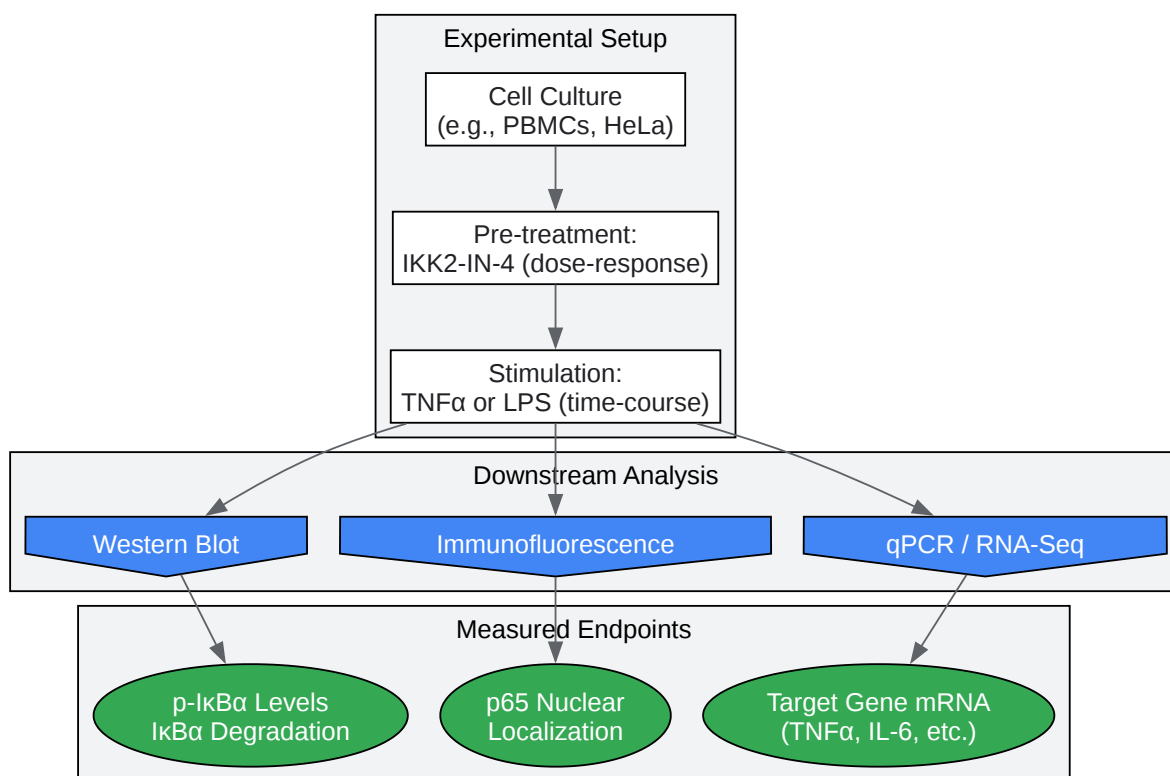 Experimental Setup
Cell Culture
(e.g., PBMCs, HeLa)
Pre-treatment:
IKK2-IN-4 (dose-response)
Stimulation:
TNFα or LPS (time-course)
Downstream Analysis
Western Blot
Immunofluorescence
qPCR / RNA-Seq
Measured Endpoints
p-IκBα Levels
IκBα Degradation
p65 Nuclear
Localization
Target Gene mRNA
(TNFα, IL-6, etc.)